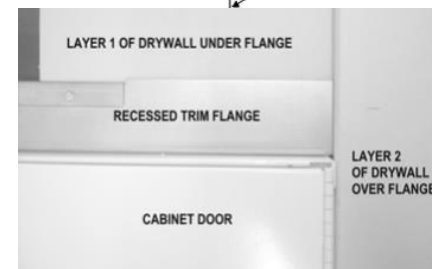 LAYER 1 OF DRYWALL UNDER FLANGE
RECESSED TRIM FLANGE
LAYER 2
OF DRYWALL
OVER FLANGE
CABINET DOOR